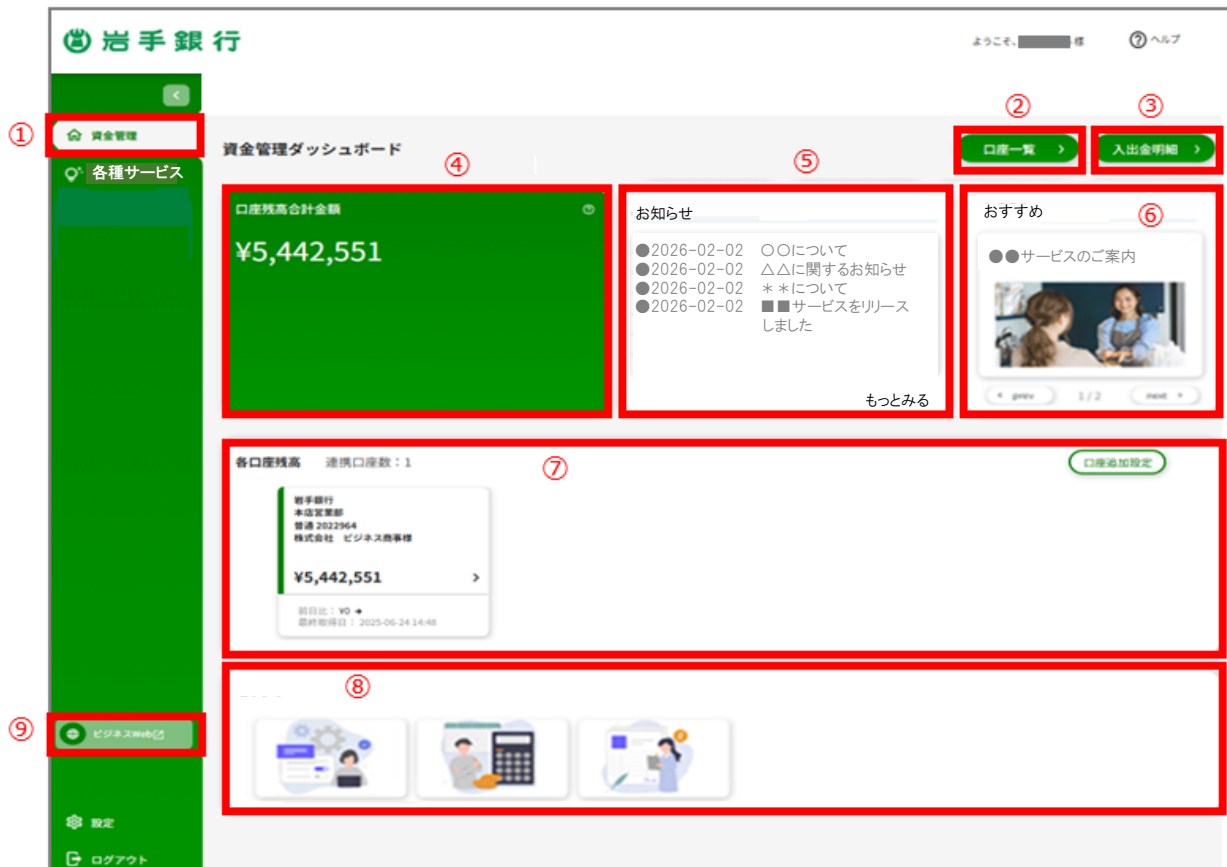 岩手銀行
ようこそ、 様
ヘルプ
①
資金管理
各種サービス
資金管理ダッシュボード
②
口座一覧
③
入出金明細
④
口座残高合計金額
¥5,442,551
⑤
お知らせ
●2026-02-02 〇〇について
●2026-02-02 △△に関するお知らせ
●2026-02-02 **について
●2026-02-02 ■■サービスをリリース
しました
もっとみる
おすすめ
⑥
●●サービスのご案内
< prev
1 / 2
next >
各口座残高 連携口座数:1
⑦
口座追加設定
岩手銀行
本店営業部
普通 2022964
株式会社 ビジネス商事様
¥5,442,551
前日比:¥0
最終取得日:2025-06-24 14:48
⑧
⑨
ビジネスWeb
設定
ログアウト